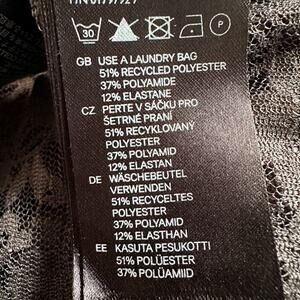 30
P
GB USE A LAUNDRY BAG
51% RECYCLED POLYESTER
37% POLYAMIDE
12% ELASTANE
CZ PERTE V SÁČKU PRO
ŠETRNÉ PRANÍ
51% RECYKLOVANÝ
POLYESTER
37% POLYAMID
12% ELASTAN
DE WÄSCHEBEUTEL
VERWENDEN
51% RECYCELTES
POLYESTER
37% POLYAMID
12% ELASTHAN
EE KASUTA PESUKOTTI
51% POLÜESTER
37% POLÜAMIID